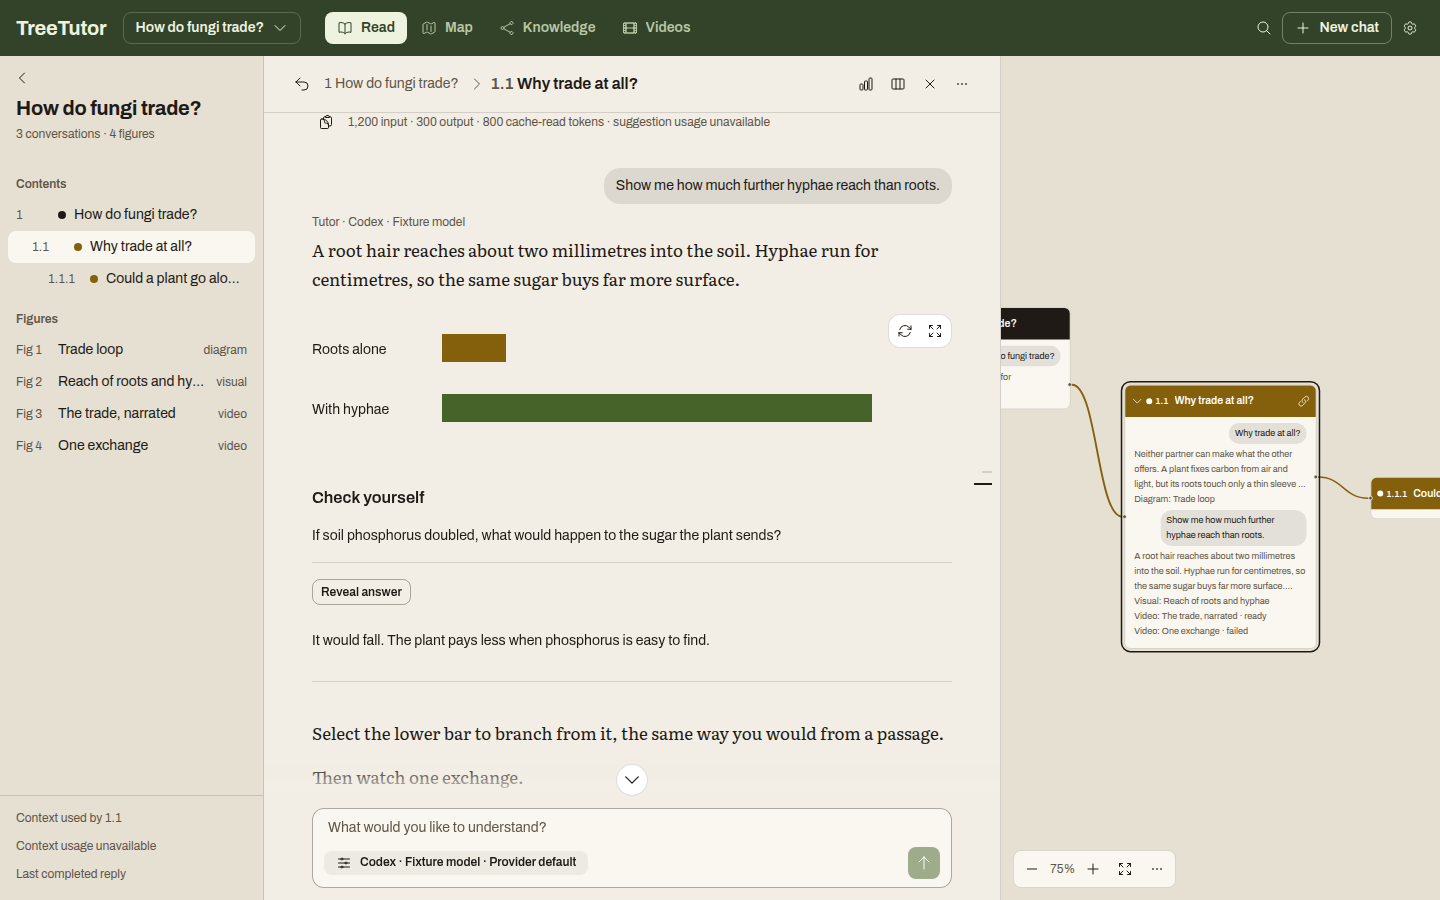 TreeTutor
How do fungi trade?
Read
Map
Knowledge
Videos
New chat
How do fungi trade?
3 conversations · 4 figures
Contents
1 How do fungi trade?
1.1 Why trade at all?
1.1.1 Could a plant go alo...
Figures
Fig 1 Trade loop diagram
Fig 2 Reach of roots and hy... visual
Fig 3 The trade, narrated video
Fig 4 One exchange video
Context used by 1.1
Context usage unavailable
Last completed reply
1 How do fungi trade?
1.1 Why trade at all?
1,200 input · 300 output · 800 cache-read tokens · suggestion usage unavailable
Show me how much further hyphae reach than roots.
Tutor · Codex · Fixture model
A root hair reaches about two millimetres into the soil. Hyphae run for
centimetres, so the same sugar buys far more surface.
Roots alone
With hyphae
Check yourself
If soil phosphorus doubled, what would happen to the sugar the plant sends?
Reveal answer
It would fall. The plant pays less when phosphorus is easy to find.
Select the lower bar to branch from it, the same way you would from a passage.
Then watch one exchange.
What would you like to understand?
Codex · Fixture model · Provider default
de?
o fungi trade?
for
1.1 Why trade at all?
Why trade at all?
Neither partner can make what the other
offers. A plant fixes carbon from air and
light, but its roots touch only a thin sleeve ...
Diagram: Trade loop
Show me how much further
hyphae reach than roots.
A root hair reaches about two millimetres
into the soil. Hyphae run for centimetres, so
the same sugar buys far more surface....
Visual: Reach of roots and hyphae
Video: The trade, narrated · ready
Video: One exchange · failed
1.1.1 Could
75%